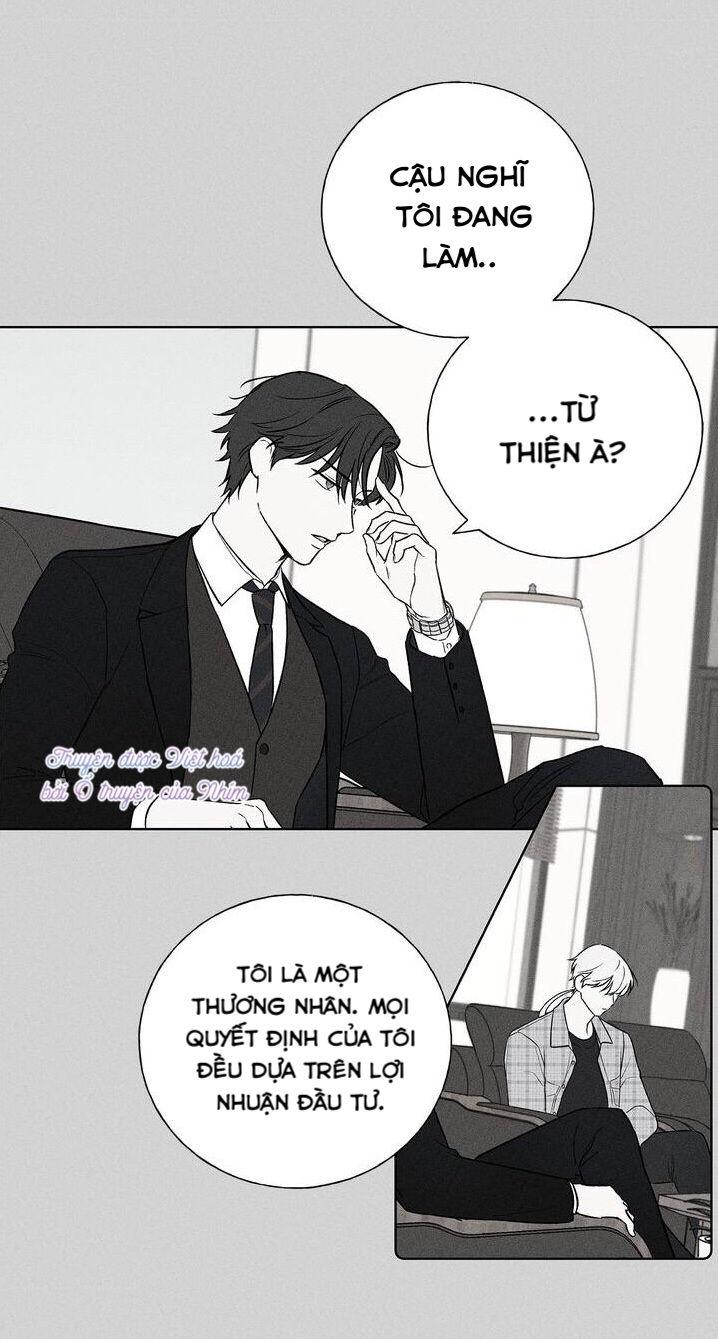 CẬU NGHĨ
TÔI ĐANG
LÀM..
...TỪ
THIỆN À?
Truyện được Việt hoá
bởi Ổ truyện của Nhím
TÔI LÀ MỘT
THƯƠNG NHÂN. MỌI
QUYẾT ĐỊNH CỦA TÔI
ĐỀU DỰA TRÊN LỢI
NHUẬN ĐẦU TƯ.